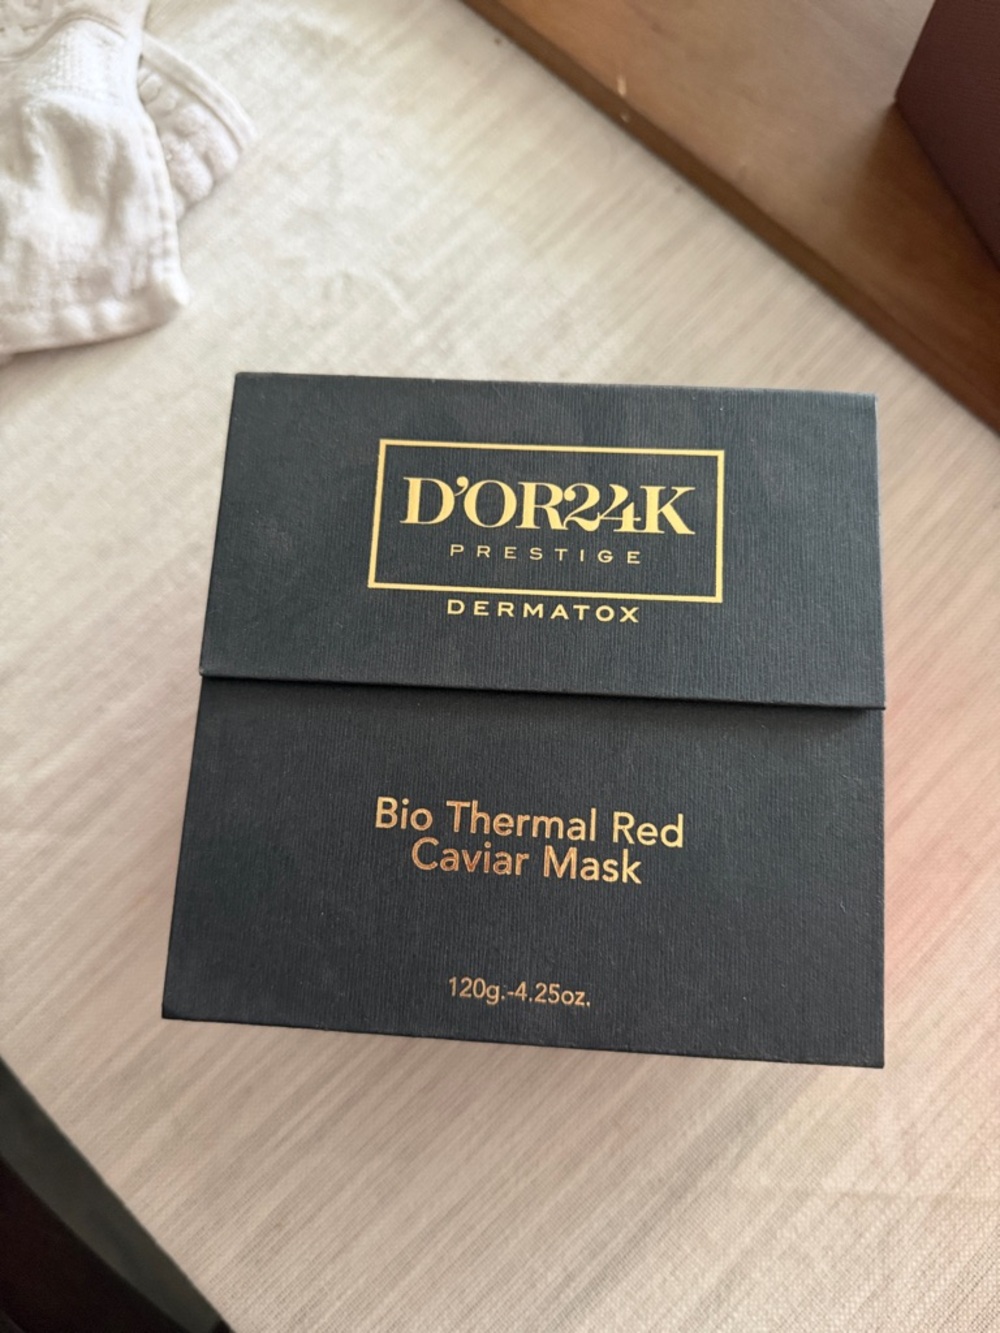 D'OR24K
PRESTIGE
DERMATOX
Bio Thermal Red
Caviar Mask
120g.-4.25oz.